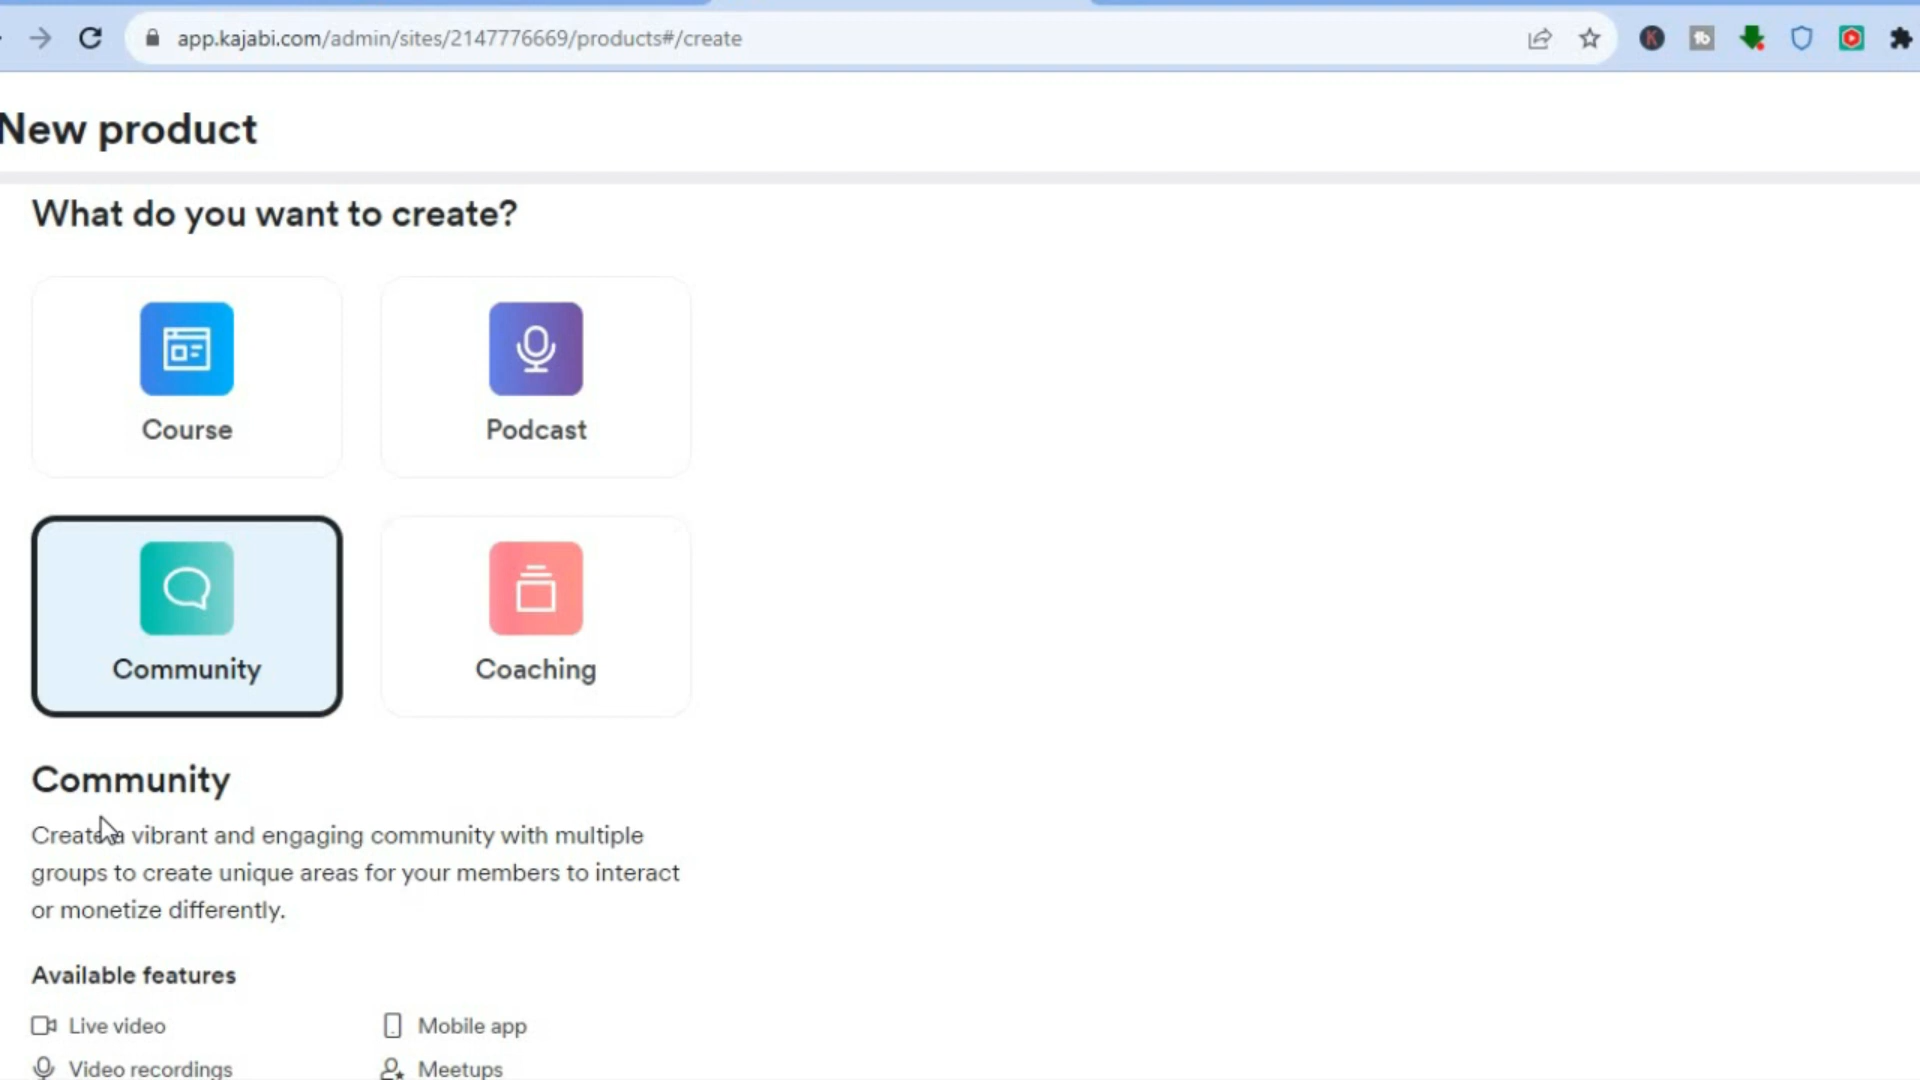 app.kajabi.com/admin/sites/2147776669/products#/create
K
tb
New product
What do you want to create?
Course
Podcast
Community
Coaching
Community
Create a vibrant and engaging community with multiple
groups to create unique areas for your members to interact
or monetize differently.
Available features
Live video
Mobile app
Video recordings
Meetups